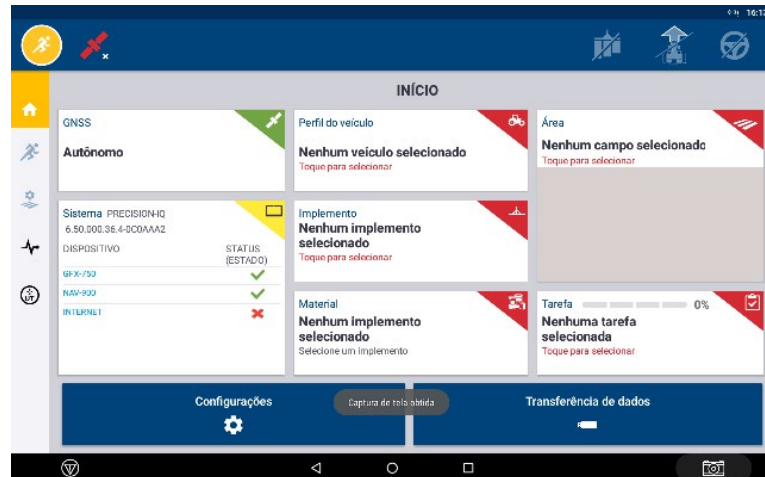 16:12
INÍCIO
GNSS
Autônomo
Perfil do veículo
Nenhum veículo selecionado
Toque para selecionar
Área
Nenhum campo selecionado
Toque para selecionar
Sistema PRECISION-IQ
6.50.000.36.4-0C0AAA2
DISPOSITIVO
STATUS
(ESTADO)
GFX-750
NAV-900
INTERNET
Implemento
Nenhum implemento
selecionado
Toque para selecionar
Material
Nenhum implemento
selecionado
Selecione um implemento
Tarefa 0%
Nenhuma tarefa
selecionada
Toque para selecionar
Configurações
Captura de tela obtida
Transferência de dados